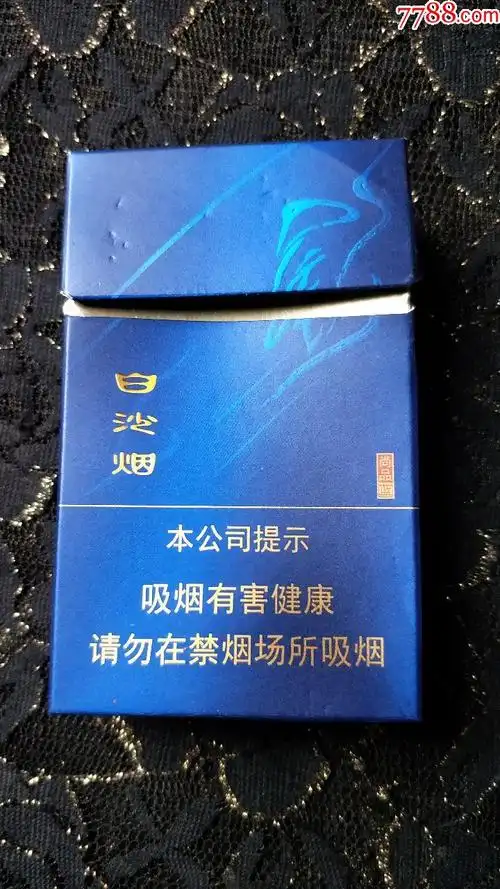 7788.com
白沙烟
尚品
本公司提示
吸烟有害健康
请勿在禁烟场所吸烟